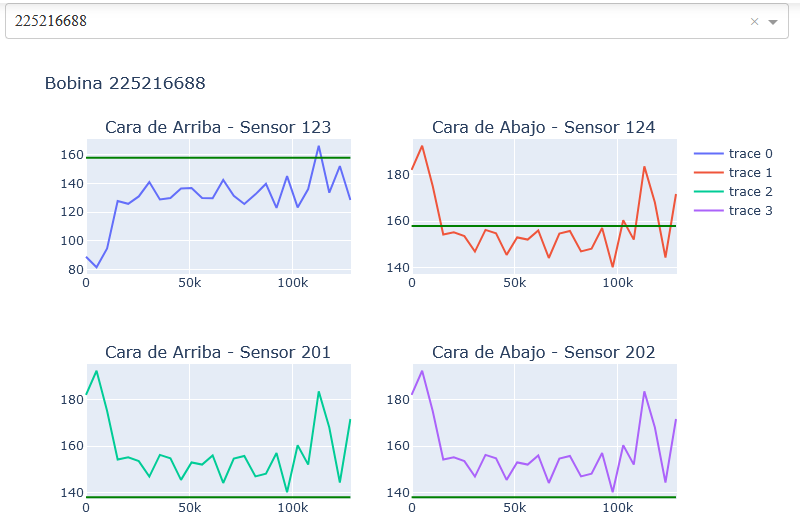 225216688
Bobina 225216688
Cara de Arriba - Sensor 123
160
140
120
100
80
0 50k 100k
Cara de Abajo - Sensor 124
180
160
140
0 50k 100k
trace 0
trace 1
trace 2
trace 3
Cara de Arriba - Sensor 201
180
160
140
0 50k 100k
Cara de Abajo - Sensor 202
180
160
140
0 50k 100k